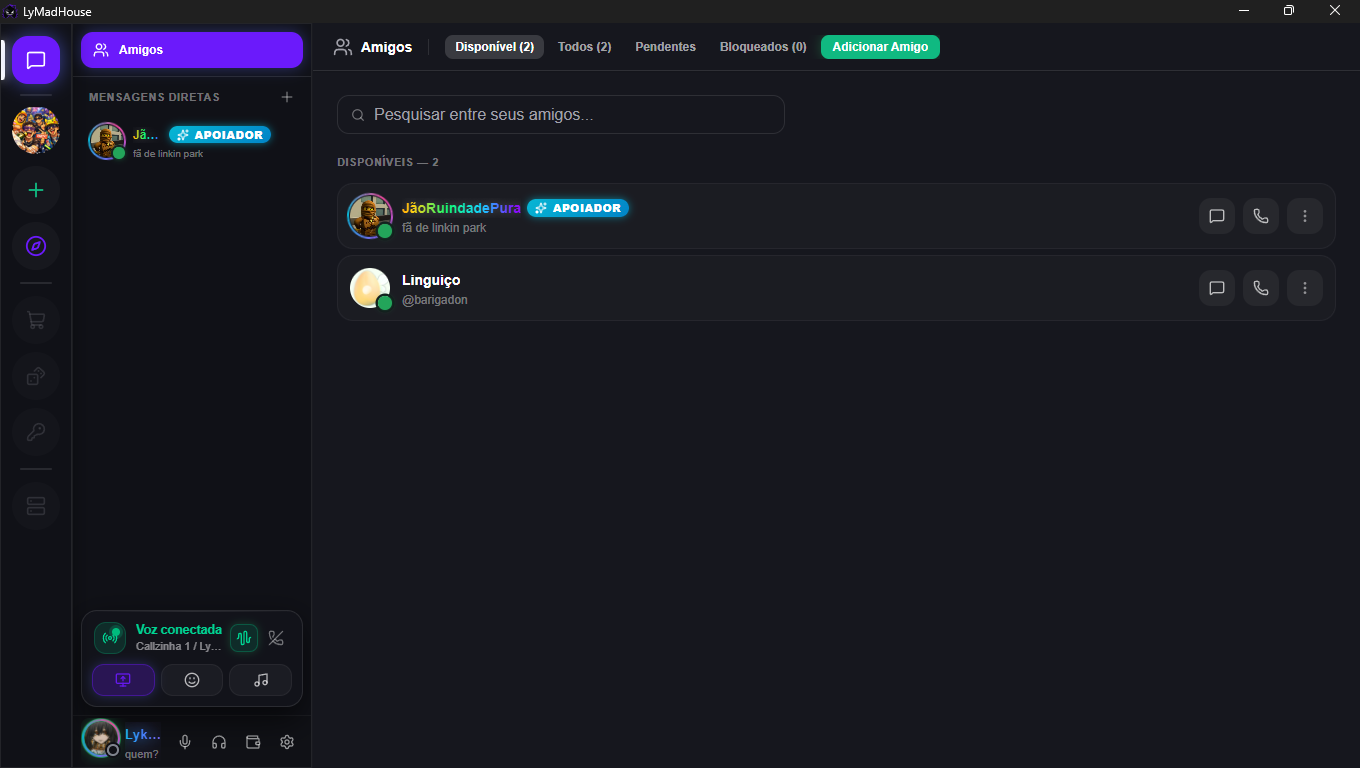 LyMadHouse
Amigos
MENSAGENS DIRETAS
Jã... APOIADOR
fã de linkin park
Voz conectada
Callzinha 1 / Ly...
Lyk...
quem?
Amigos Disponível (2) Todos (2) Pendentes Bloqueados (0) Adicionar Amigo
Pesquisar entre seus amigos...
DISPONÍVEIS — 2
JãoRuindadePura APOIADOR
fã de linkin park
Linguiço
@barigadon